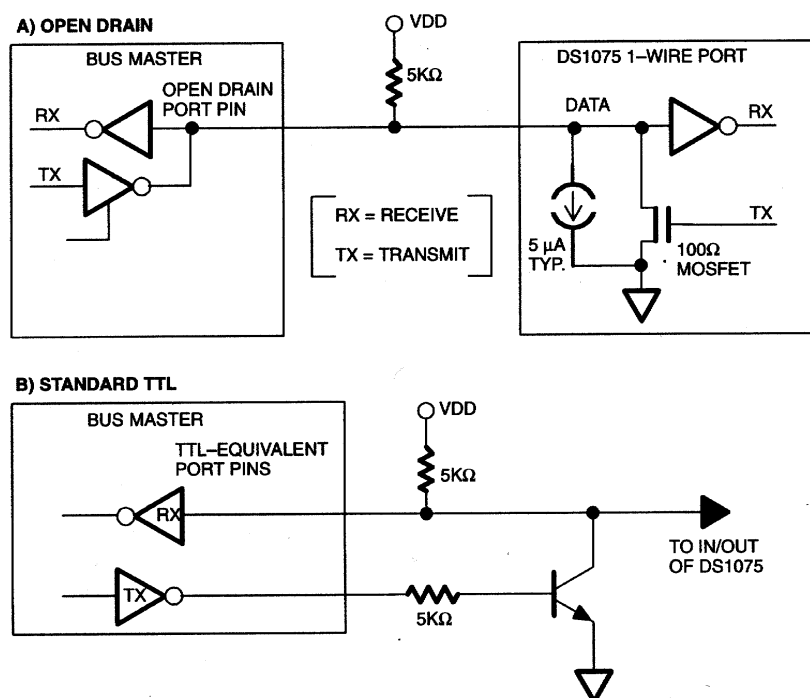 A) OPEN DRAIN
BUS MASTER
OPEN DRAIN
PORT PIN
RX
TX
VDD
5KΩ
RX = RECEIVE
TX = TRANSMIT
DS1075 1–WIRE PORT
DATA
RX
TX
5 µA
TYP.
100Ω
MOSFET
B) STANDARD TTL
BUS MASTER
TTL–EQUIVALENT
PORT PINS
RX
TX
VDD
5KΩ
5KΩ
TO IN/OUT
OF DS1075